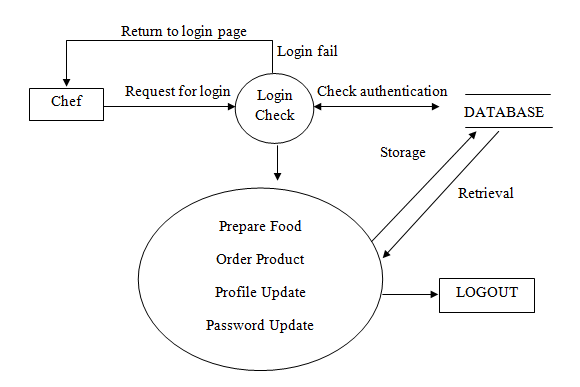 Return to login page
Login fail
Chef
Request for login
Login
Check
Check authentication
DATABASE
Storage
Retrieval
Prepare Food
Order Product
Profile Update
Password Update
LOGOUT